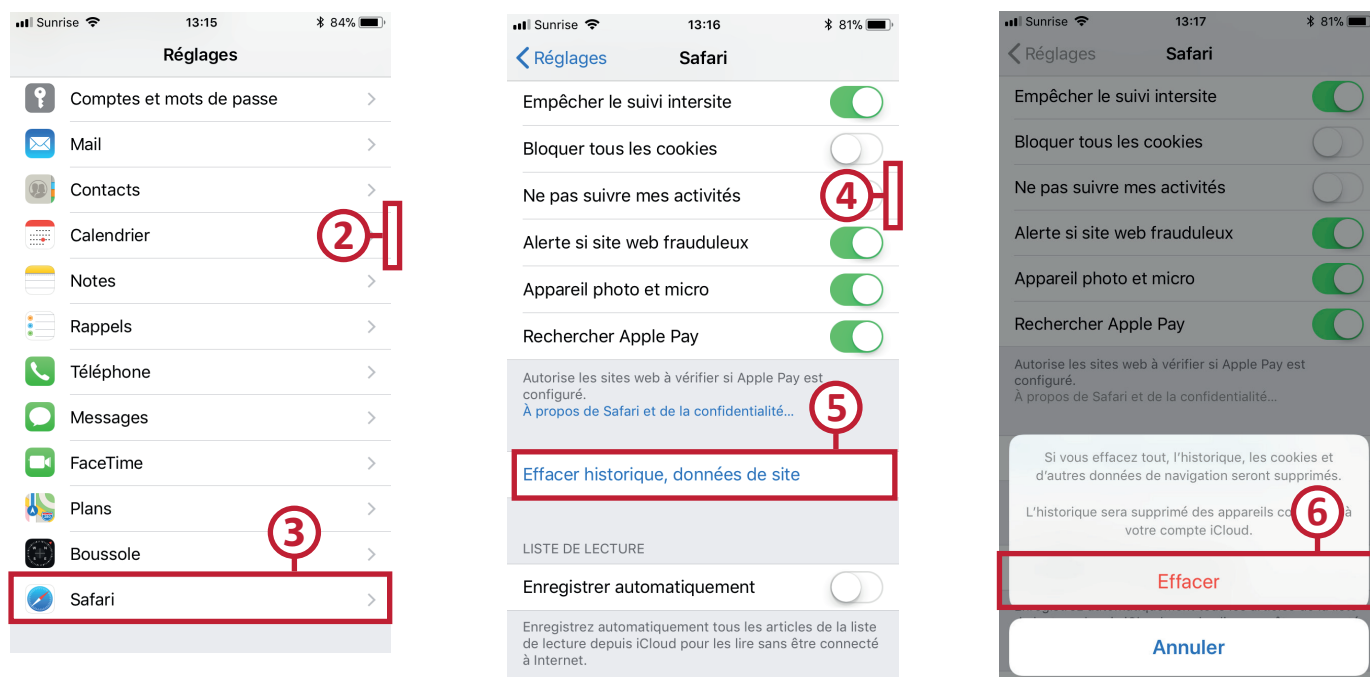 Sunrise 13:15 84%
Réglages
Comptes et mots de passe
Mail
Contacts
Calendrier
2
Notes
Rappels
Téléphone
Messages
FaceTime
Plans
3
Boussole
Safari
Sunrise 13:16 81%
Réglages Safari
Empêcher le suivi intersite
Bloquer tous les cookies
Ne pas suivre mes activités
4
Alerte si site web frauduleux
Appareil photo et micro
Rechercher Apple Pay
Autorise les sites web à vérifier si Apple Pay est
configuré.
À propos de Safari et de la confidentialité...
5
Effacer historique, données de site
LISTE DE LECTURE
Enregistrer automatiquement
Enregistrez automatiquement tous les articles de la liste
de lecture depuis iCloud pour les lire sans être connecté
à Internet.
Sunrise 13:17 81%
Réglages Safari
Empêcher le suivi intersite
Bloquer tous les cookies
Ne pas suivre mes activités
Alerte si site web frauduleux
Appareil photo et micro
Rechercher Apple Pay
Autorise les sites web à vérifier si Apple Pay est
configuré.
À propos de Safari et de la confidentialité...
Si vous effacez tout, l'historique, les cookies et
d'autres données de navigation seront supprimés.
L'historique sera supprimé des appareils à
6
votre compte iCloud.
Effacer
Annuler